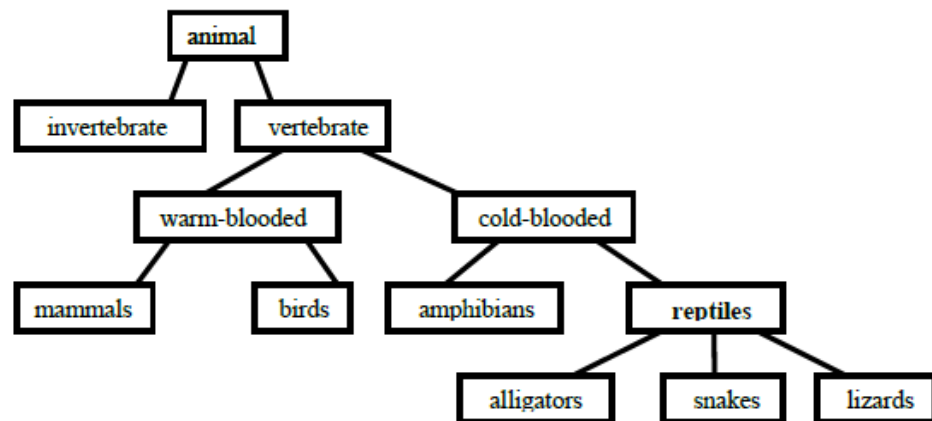 animal
invertebrate
vertebrate
warm-blooded
cold-blooded
mammals
birds
amphibians
reptiles
alligators
snakes
lizards